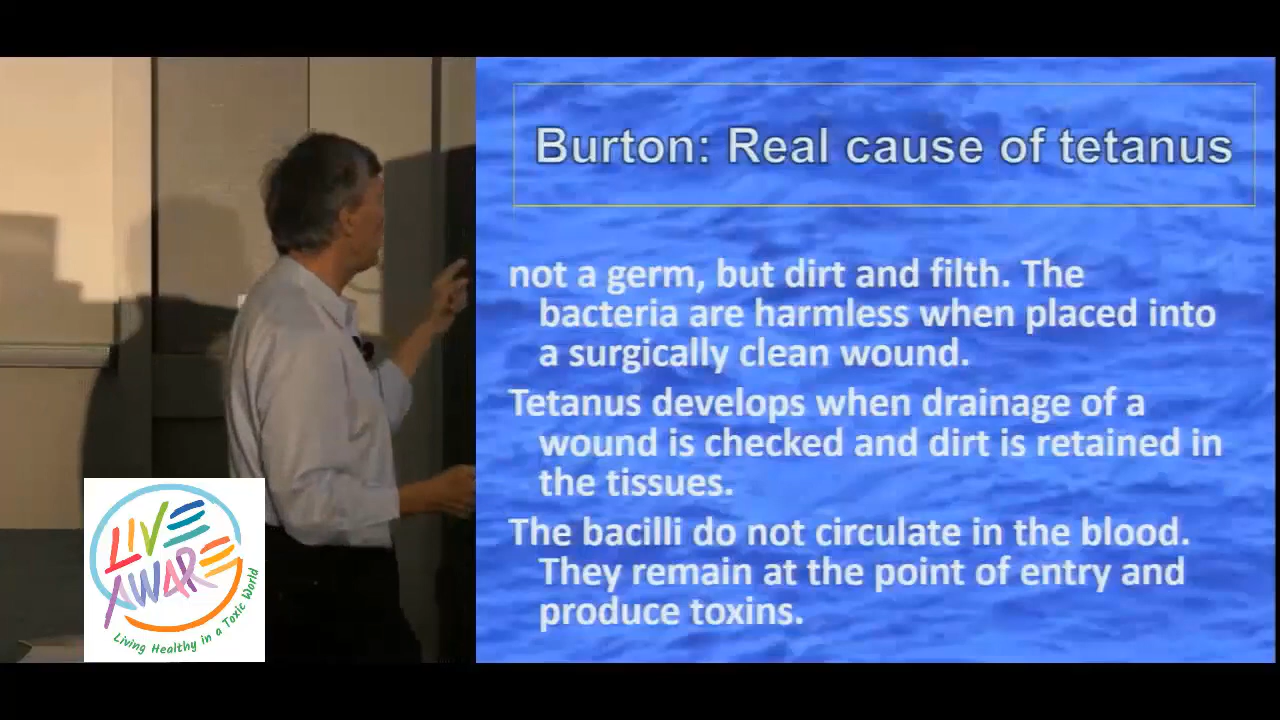 Burton: Real cause of tetanus
not a germ, but dirt and filth. The
bacteria are harmless when placed into
a surgically clean wound.
Tetanus develops when drainage of a
wound is checked and dirt is retained in
the tissues.
The bacilli do not circulate in the blood.
They remain at the point of entry and
produce toxins.
LIVE
AWARE
Living Healthy in a Toxic World